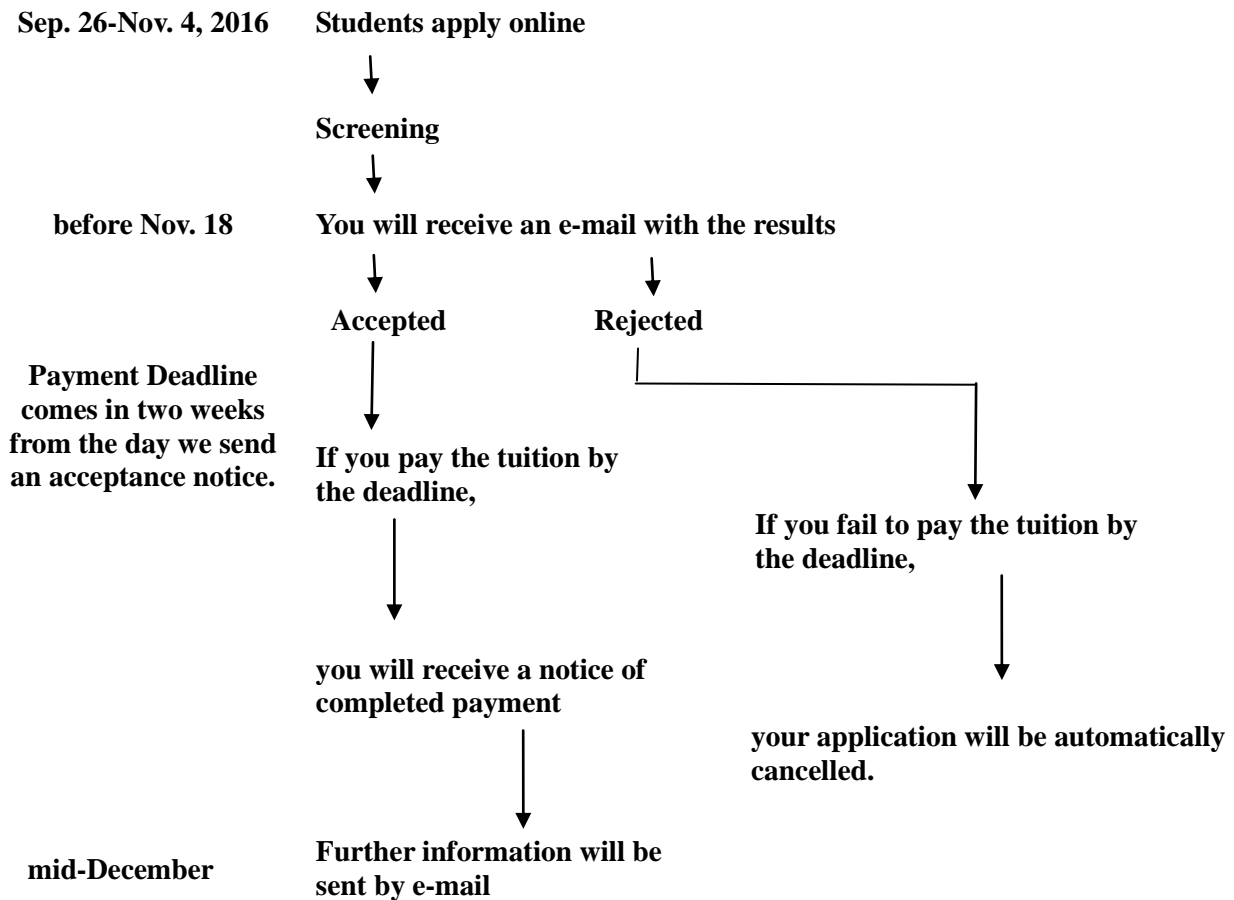 Sep. 26-Nov. 4, 2016 Students apply online
Screening
before Nov. 18 You will receive an e-mail with the results
Accepted Rejected
Payment Deadline
comes in two weeks
from the day we send
an acceptance notice.
If you pay the tuition by
the deadline,
If you fail to pay the tuition by
the deadline,
you will receive a notice of
completed payment
your application will be automatically
cancelled.
mid-December
Further information will be
sent by e-mail